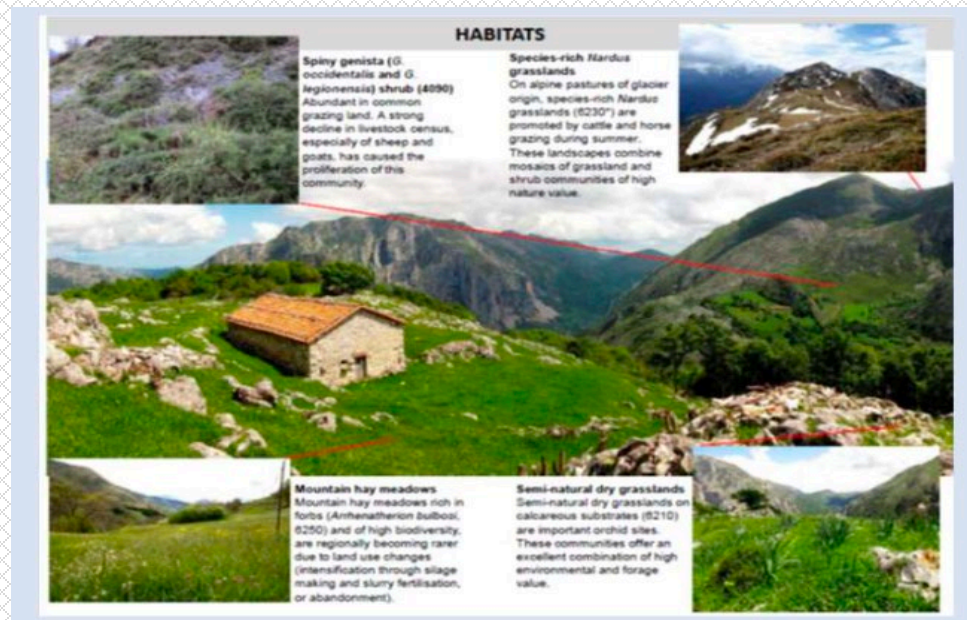 HABITATS
Spiny genista (G.
occidentalis and G.
legionensis) shrub (4090)
Abundant in common
grazing land. A strong
decline in livestock census,
especially of sheep and
goats, has caused the
proliferation of this
community.
Species-rich Nardus
grasslands
On alpine pastures of glacier
origin, species-rich Nardus
grasslands (6230*) are
promoted by cattle and horse
grazing during summer.
These landscapes combine
mosaics of grassland and
shrub communities of high
nature value.
Mountain hay meadows
Mountain hay meadows rich in
forbs (Arrhenatherion bulbosi,
6250) and of high biodiversity,
are regionally becoming rarer
due to land use changes
(intensification through silage
making and slurry fertilisation,
or abandonment).
Semi-natural dry grasslands
Semi-natural dry grasslands on
calcareous substrates (6210)
are important orchid sites.
These communities offer an
excellent combination of high
environmental and forage
value.